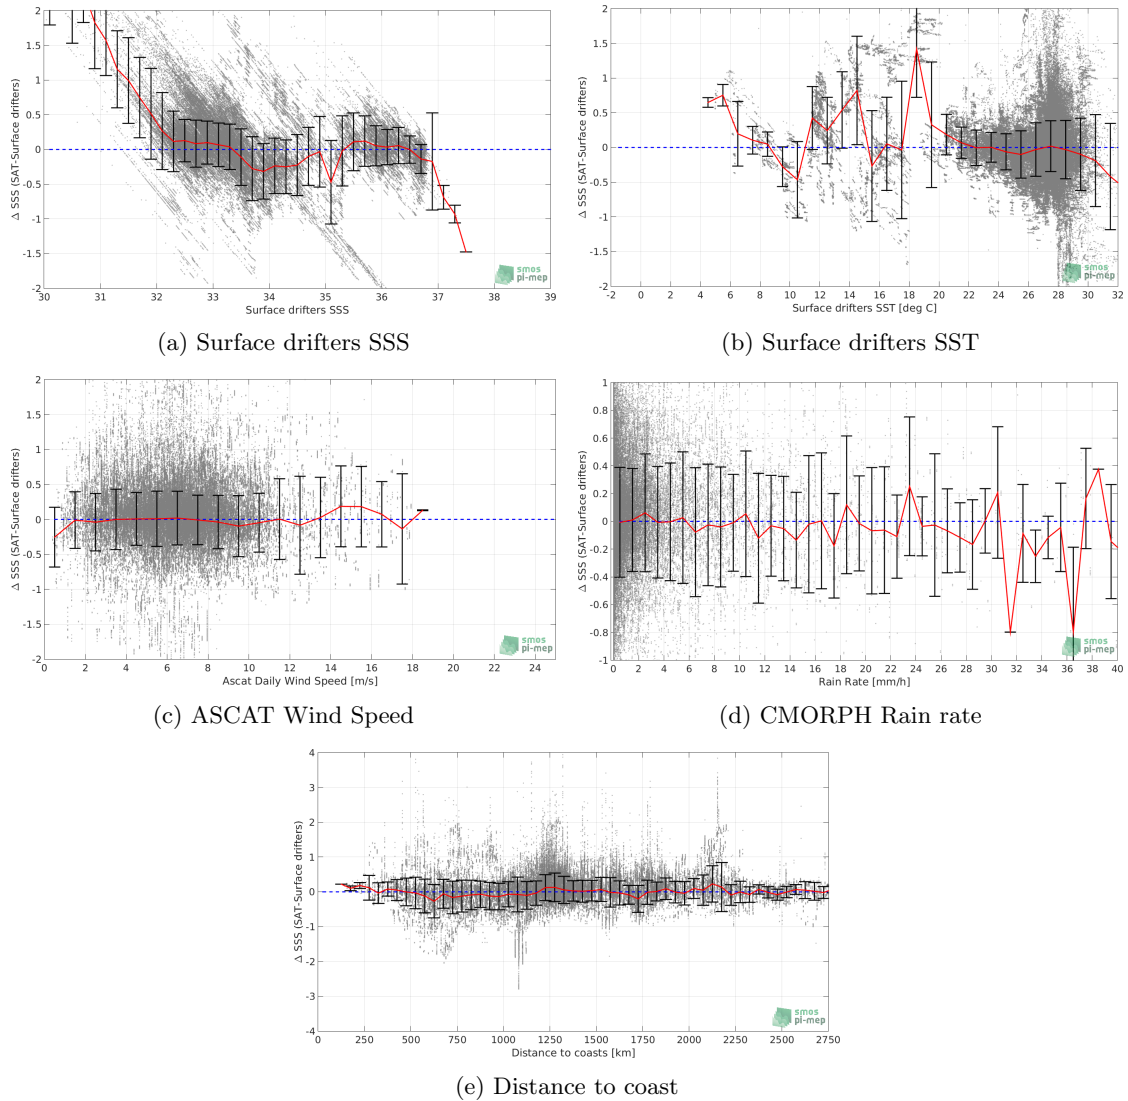 Δ SSS (SAT-Surface drifters)
2
1.5
1
0.5
0
-0.5
-1
-1.5
-2
30 31 32 33 34 35 36 37 38 39
Surface drifters SSS
smos
pi-mep
(a) Surface drifters SSS
Δ SSS (SAT-Surface drifters)
2
1.5
1
0.5
0
-0.5
-1
-1.5
-2
-2 0 2 4 6 8 10 12 14 16 18 20 22 24 26 28 30 32
Surface drifters SST [deg C]
smos
pi-mep
(b) Surface drifters SST
Δ SSS (SAT-Surface drifters)
2
1.5
1
0.5
0
-0.5
-1
-1.5
-2
0 2 4 6 8 10 12 14 16 18 20 22 24
Ascat Daily Wind Speed [m/s]
smos
pi-mep
(c) ASCAT Wind Speed
Δ SSS (SAT-Surface drifters)
1
0.8
0.6
0.4
0.2
0
-0.2
-0.4
-0.6
-0.8
-1
0 2 4 6 8 10 12 14 16 18 20 22 24 26 28 30 32 34 36 38 40
Rain Rate [mm/h]
smos
pi-mep
(d) CMORPH Rain rate
Δ SSS (SAT-Surface drifters)
4
3
2
1
0
-1
-2
-3
-4
0 250 500 750 1000 1250 1500 1750 2000 2250 2500 2750
Distance to coasts [km]
smos
pi-mep
(e) Distance to coast